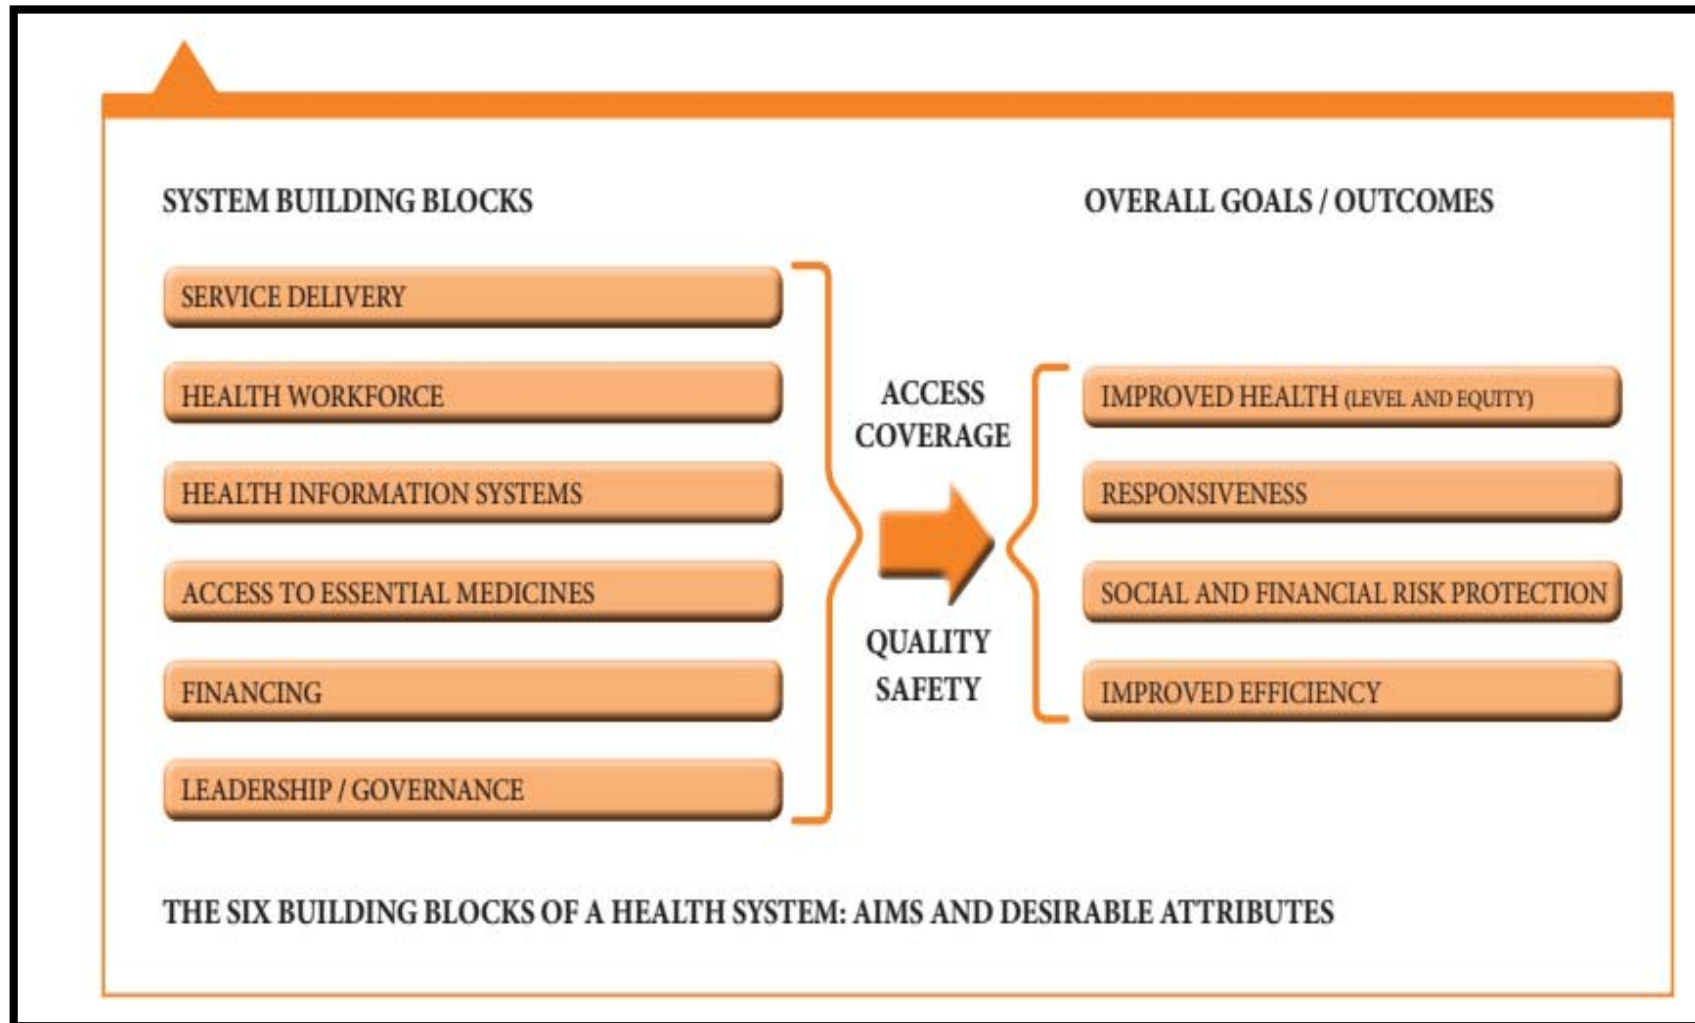 SYSTEM BUILDING BLOCKS
SERVICE DELIVERY
HEALTH WORKFORCE
HEALTH INFORMATION SYSTEMS
ACCESS TO ESSENTIAL MEDICINES
FINANCING
LEADERSHIP / GOVERNANCE
ACCESS
COVERAGE
QUALITY
SAFETY
OVERALL GOALS / OUTCOMES
IMPROVED HEALTH (LEVEL AND EQUITY)
RESPONSIVENESS
SOCIAL AND FINANCIAL RISK PROTECTION
IMPROVED EFFICIENCY
THE SIX BUILDING BLOCKS OF A HEALTH SYSTEM: AIMS AND DESIRABLE ATTRIBUTES